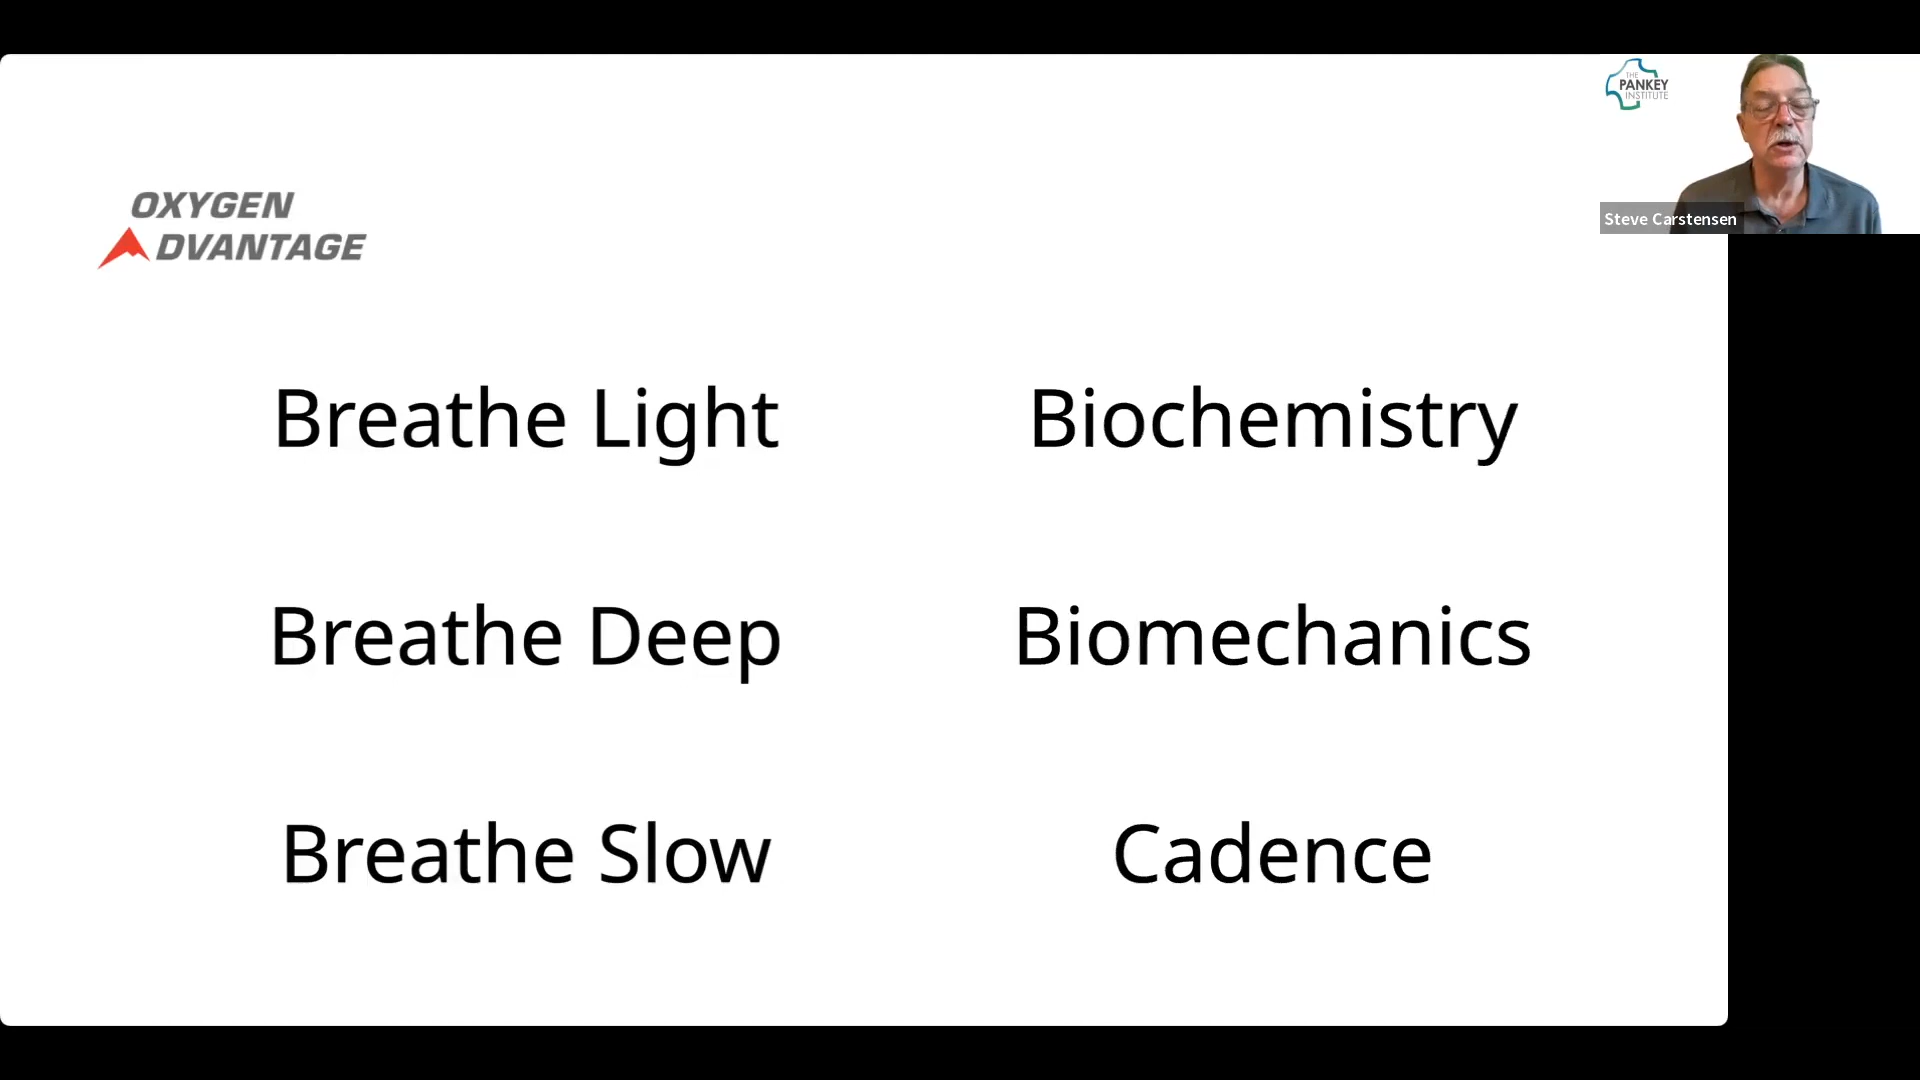 THE
PANKEY
INSTITUTE
Steve Carstensen
OXYGEN
DVANTAGE
Breathe Light
Biochemistry
Breathe Deep
Biomechanics
Breathe Slow
Cadence